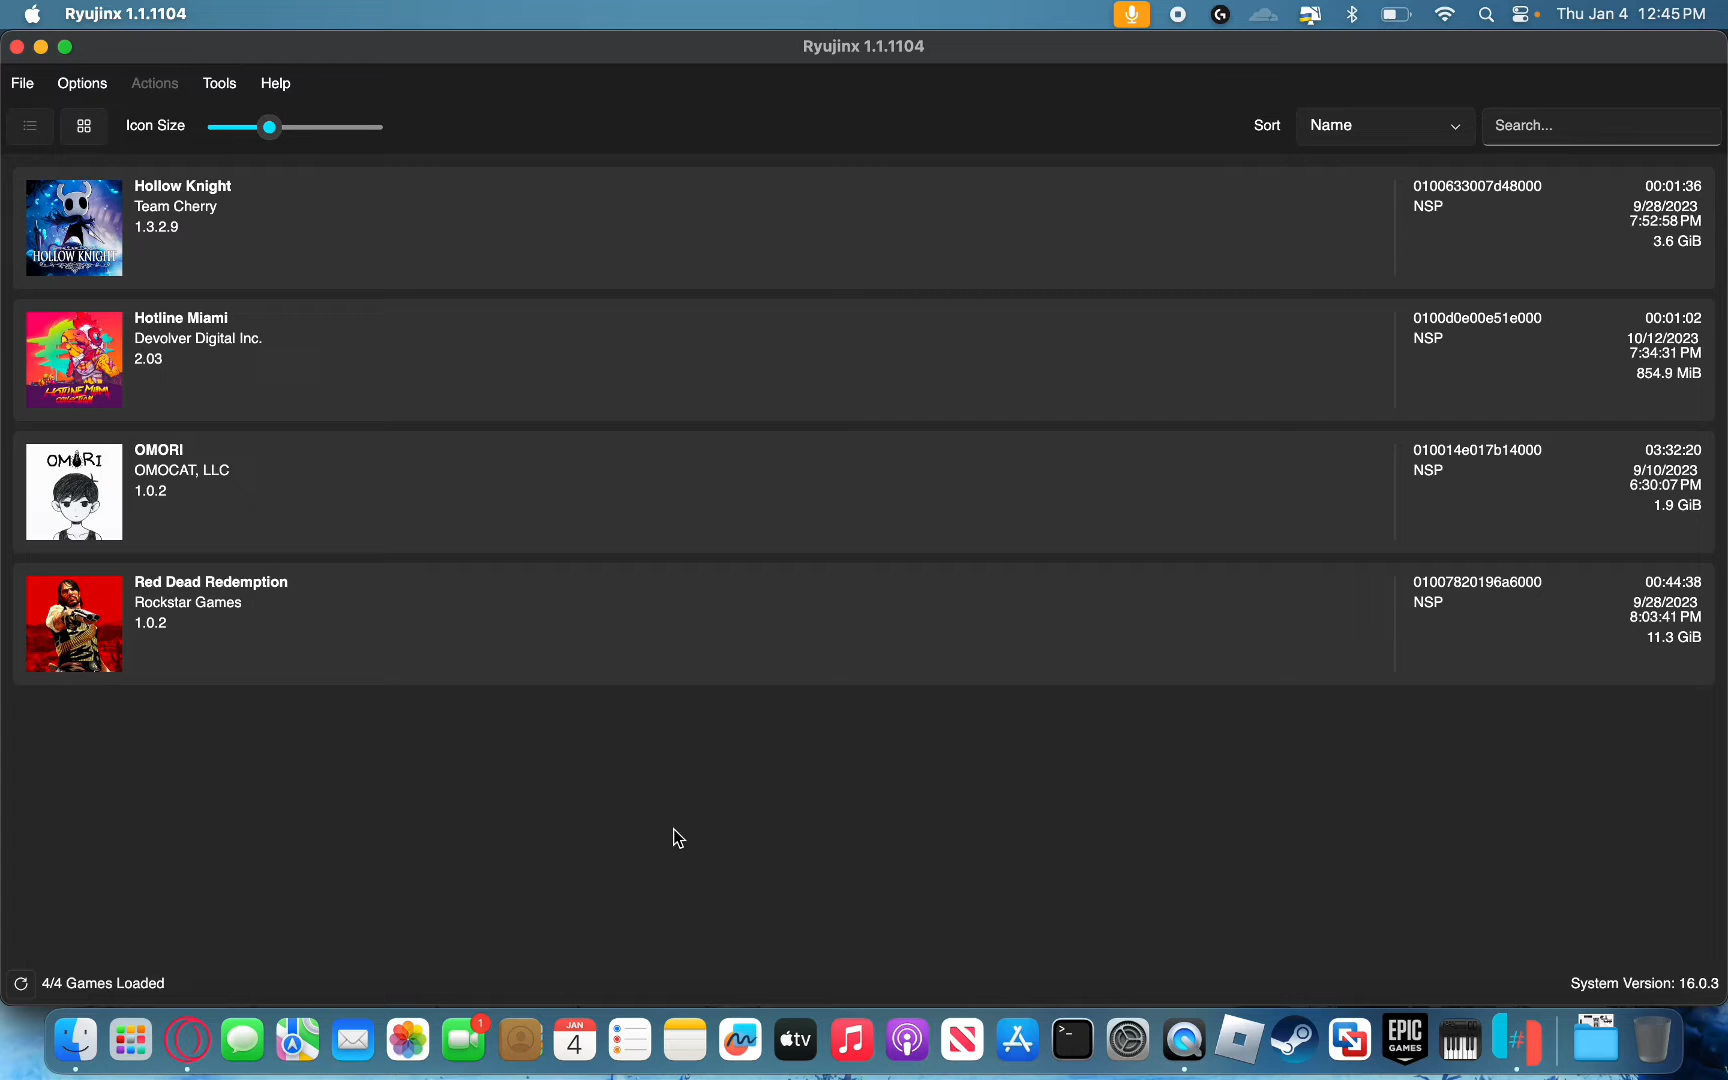 Ryujinx 1.1.1104
Thu Jan 4 12:45 PM
Ryujinx 1.1.1104
File Options Actions Tools Help
Icon Size
Sort Name Search...
Hollow Knight
Team Cherry
1.3.2.9
0100633007d48000
NSP
00:01:36
9/28/2023
7:52:58 PM
3.6 GiB
HOLLOW KNIGHT
Hotline Miami
Devolver Digital Inc.
2.03
0100d0e00e51e000
NSP
00:01:02
10/12/2023
7:34:31 PM
854.9 MiB
HOTLINE MIAMI
COLLECTION
OMORI
OMORI
OMOCAT, LLC
1.0.2
010014e017b14000
NSP
03:32:20
9/10/2023
6:30:07 PM
1.9 GiB
Red Dead Redemption
Rockstar Games
1.0.2
01007820196a6000
NSP
00:44:38
9/28/2023
8:03:41 PM
11.3 GiB
4/4 Games Loaded
System Version: 16.0.3
1
JAN
4
tv
>_
EPIC
GAMES
#